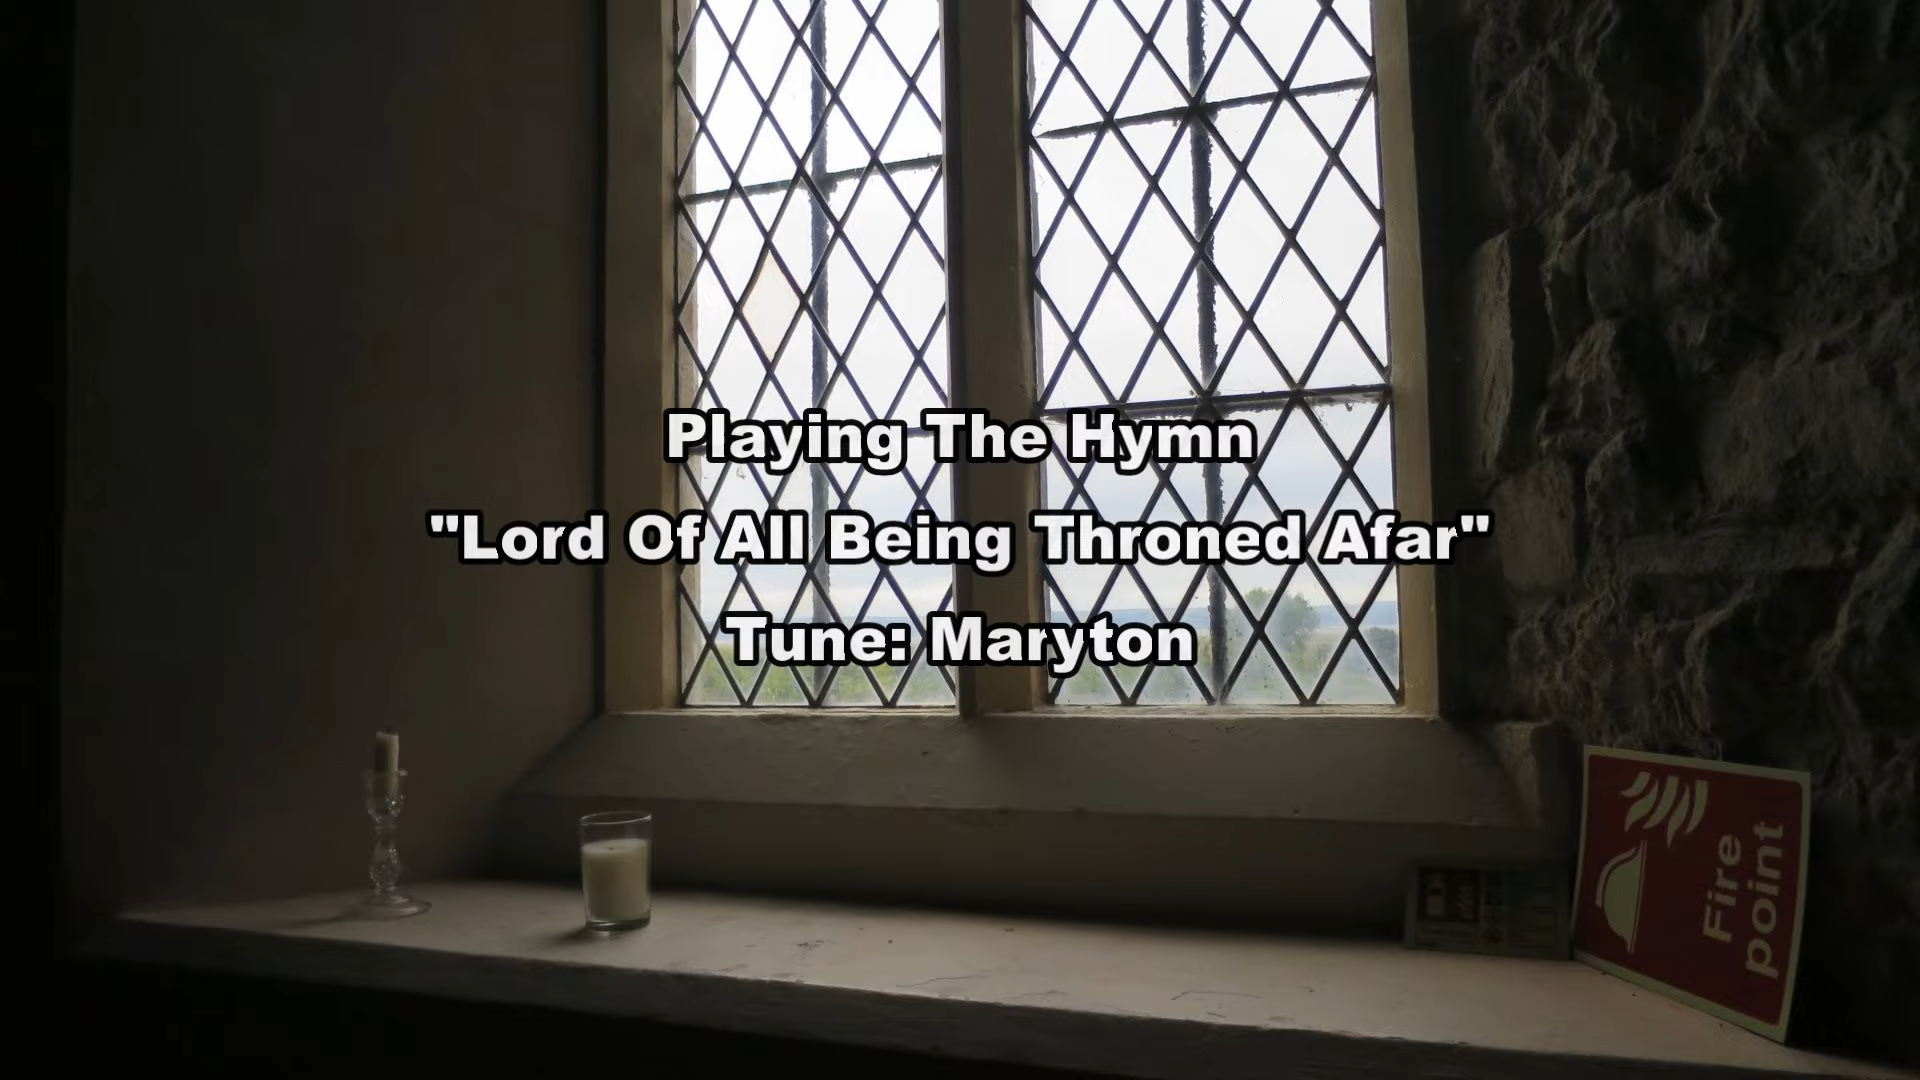 Playing The Hymn
"Lord Of All Being Throned Afar"
Tune: Maryton
Fire
point